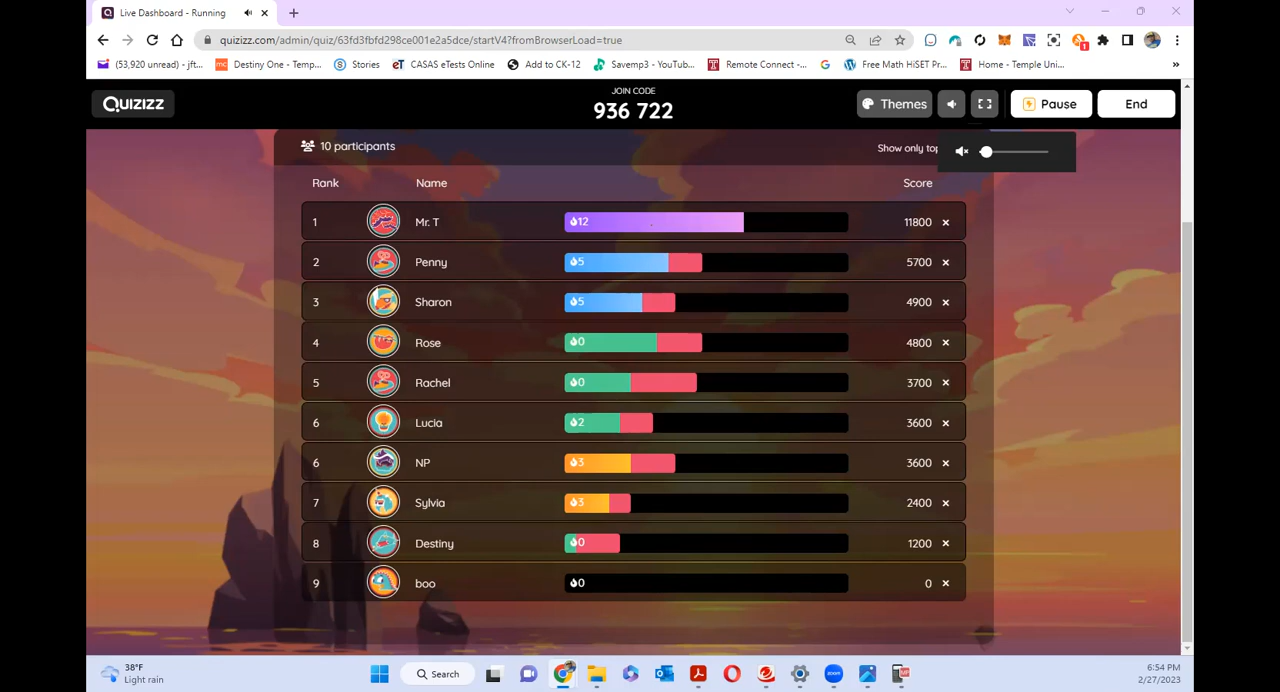 Live Dashboard - Running
quizizz.com/admin/quiz/63fd3fbfd298ce001e2a5dce/startV4?fromBrowserLoad=true
1
(53,920 unread) - jft...
Destiny One - Temp...
Stories
CASAS eTests Online
Add to CK-12
Savemp3 - YouTub...
Remote Connect -...
Free Math HiSET Pr...
Home - Temple Uni...
»
Quizizz
JOIN CODE
936 722
Themes
Pause
End
10 participants
Show only top
Rank Name Score
1 Mr. T 12 11800
2 Penny 5 5700
3 Sharon 5 4900
4 Rose 0 4800
5 Rachel 0 3700
6 Lucia 2 3600
6 NP 3 3600
7 Sylvia 3 2400
8 Destiny 0 1200
9 boo 0 0
38°F
Light rain
Search
zoom
6:54 PM
2/27/2023